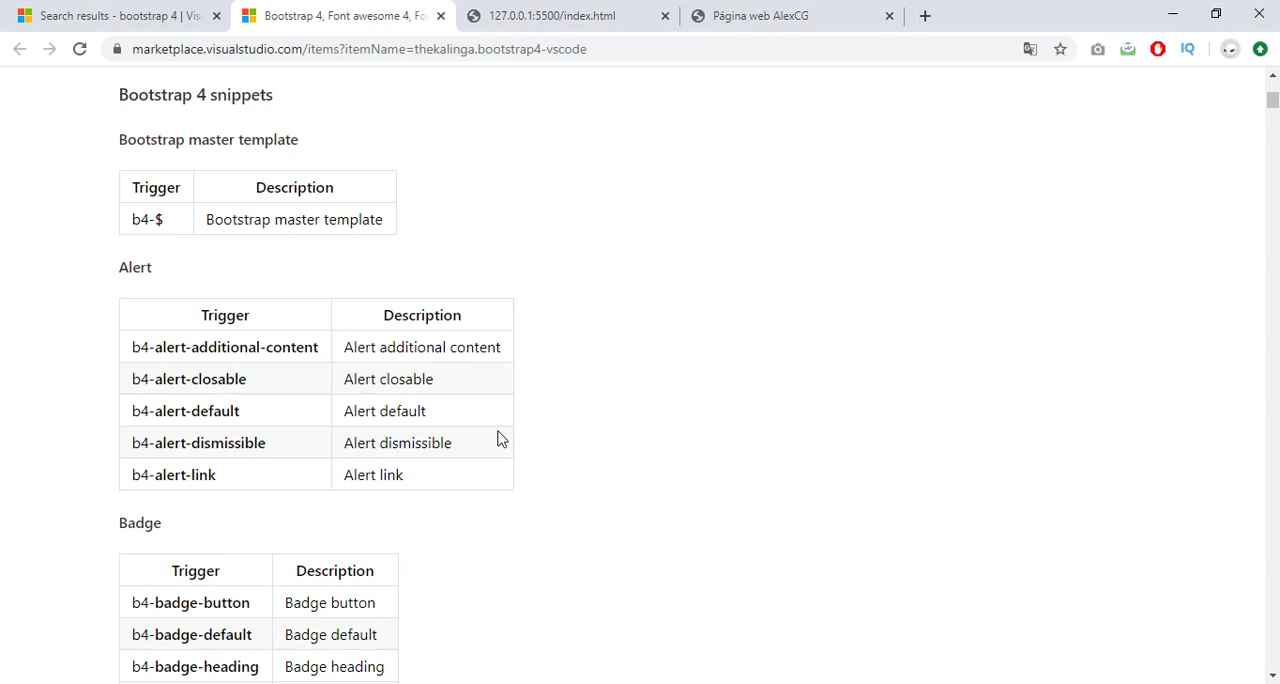 Search results - bootstrap 4 | Vis
Bootstrap 4, Font awesome 4, Fo
127.0.0.1:5500/index.html
Página web AlexCG
marketplace.visualstudio.com/items?itemName=thekalinga.bootstrap4-vscode
IQ
Bootstrap 4 snippets
Bootstrap master template
Trigger Description
b4-$ Bootstrap master template
Alert
Trigger Description
b4-alert-additional-content Alert additional content
b4-alert-closable Alert closable
b4-alert-default Alert default
b4-alert-dismissible Alert dismissible
b4-alert-link Alert link
Badge
Trigger Description
b4-badge-button Badge button
b4-badge-default Badge default
b4-badge-heading Badge heading